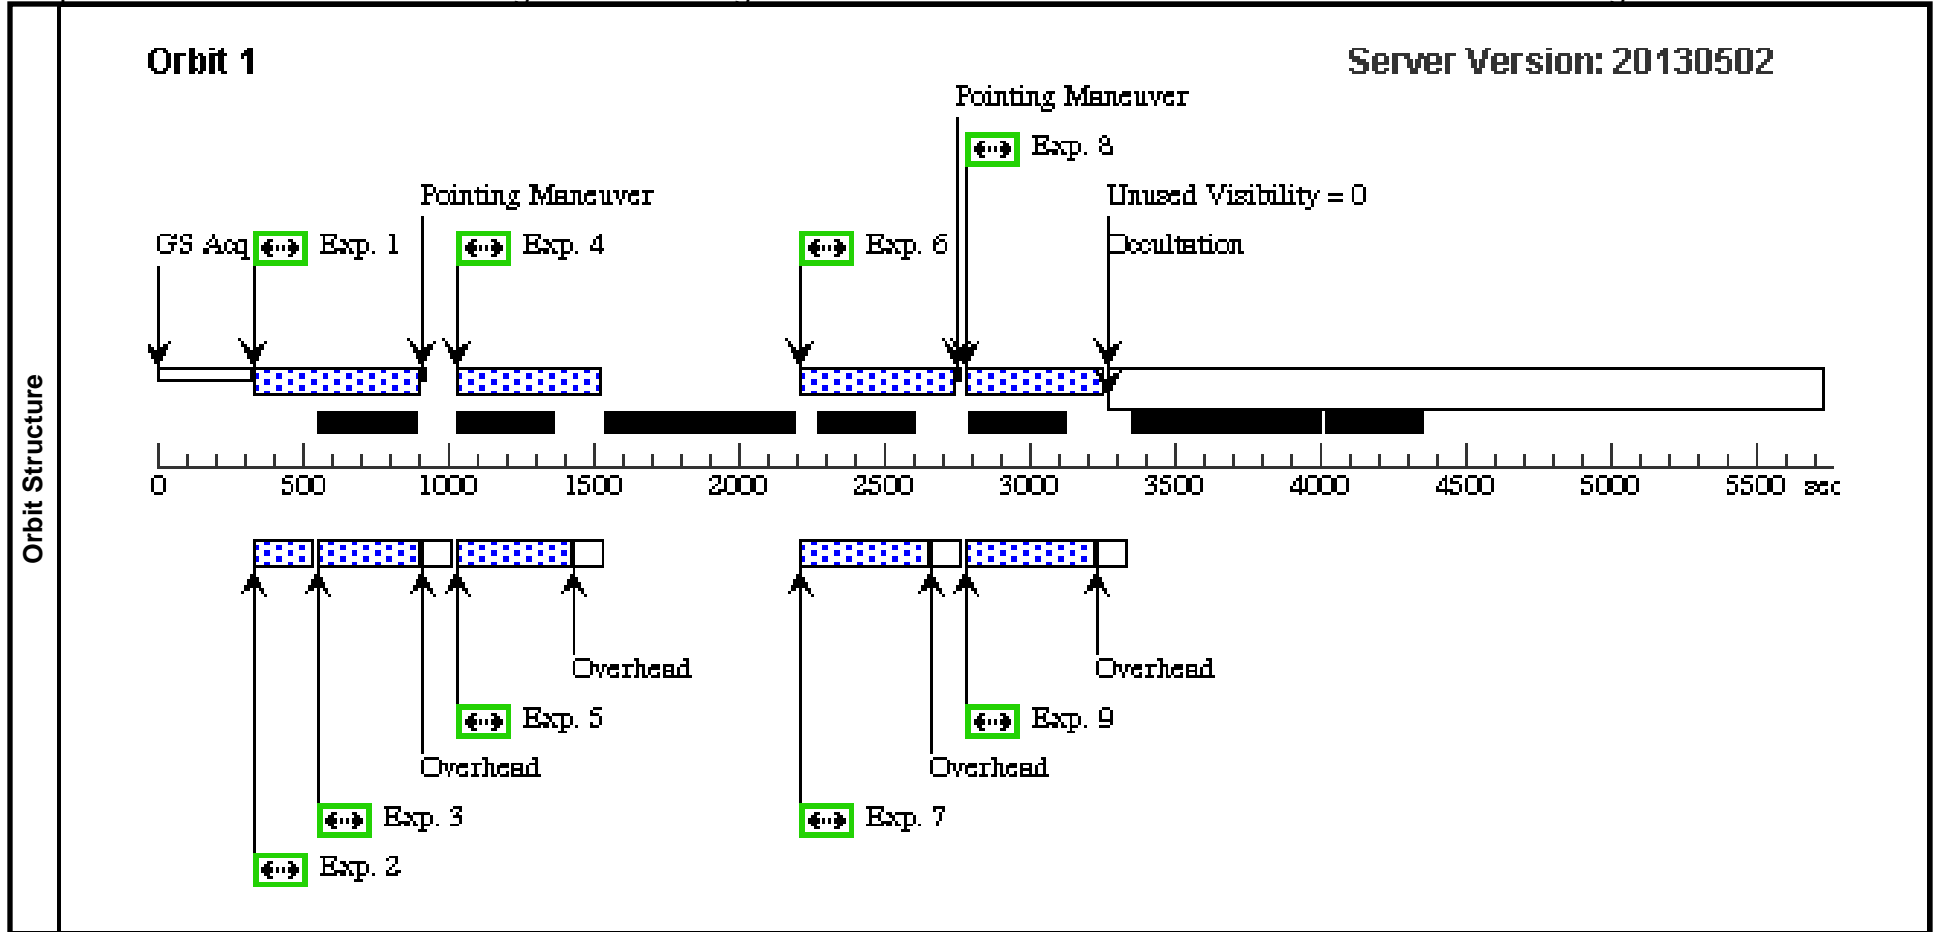 Orbit 1
Server Version: 20130502
Pointing Maneuver
Exp. 8
Pointing Maneuver
Unused Visibility = 0
GS Acq
Exp. 1
Exp. 4
Exp. 6
Occultation
Orbit Structure
0 500 1000 1500 2000 2500 3000 3500 4000 4500 5000 5500 sec
Overhead
Overhead
Exp. 5
Exp. 9
Overhead
Overhead
Exp. 3
Exp. 7
Exp. 2